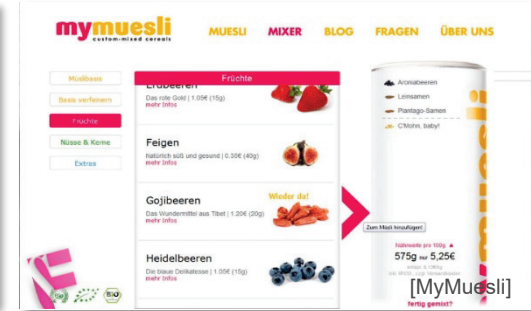 mymuesli
custom-mixed cereals
MUESLI MIXER BLOG FRAGEN ÜBER UNS
Müslibasis
Basis verfeinern
Früchte
Nüsse & Kerne
Extras
Früchte
Erdbeeren
Das rote Gold | 1.05€ (15g)
mehr Infos
Feigen
natürlich süß und gesund | 0.35€ (40g)
mehr Infos
Gojibeeren
Wieder da!
Das Wundermittel aus Tibet | 1.20€ (20g)
mehr Infos
Heidelbeeren
Die blaue Delikatesse | 1.05€ (15g)
mehr Infos
Aroniabeeren
Leinsamen
Plantago-Samen
C'Mohn, baby!
Zum Müsli hinzufügen!
Nährwerte pro 100g
575g nur 5,25€
fertig gemixt?
BIO
[MyMuesli]